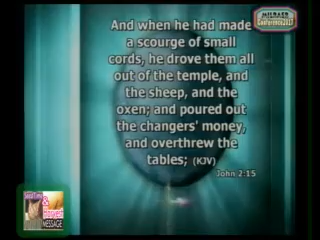 And when he had made
a scourge of small
cords, he drove them all
out of the temple, and
the sheep, and the
oxen; and poured out
the changers' money,
and overthrew the
tables; (KJV)
John 2:15
Conference2017
&
MESSAGE